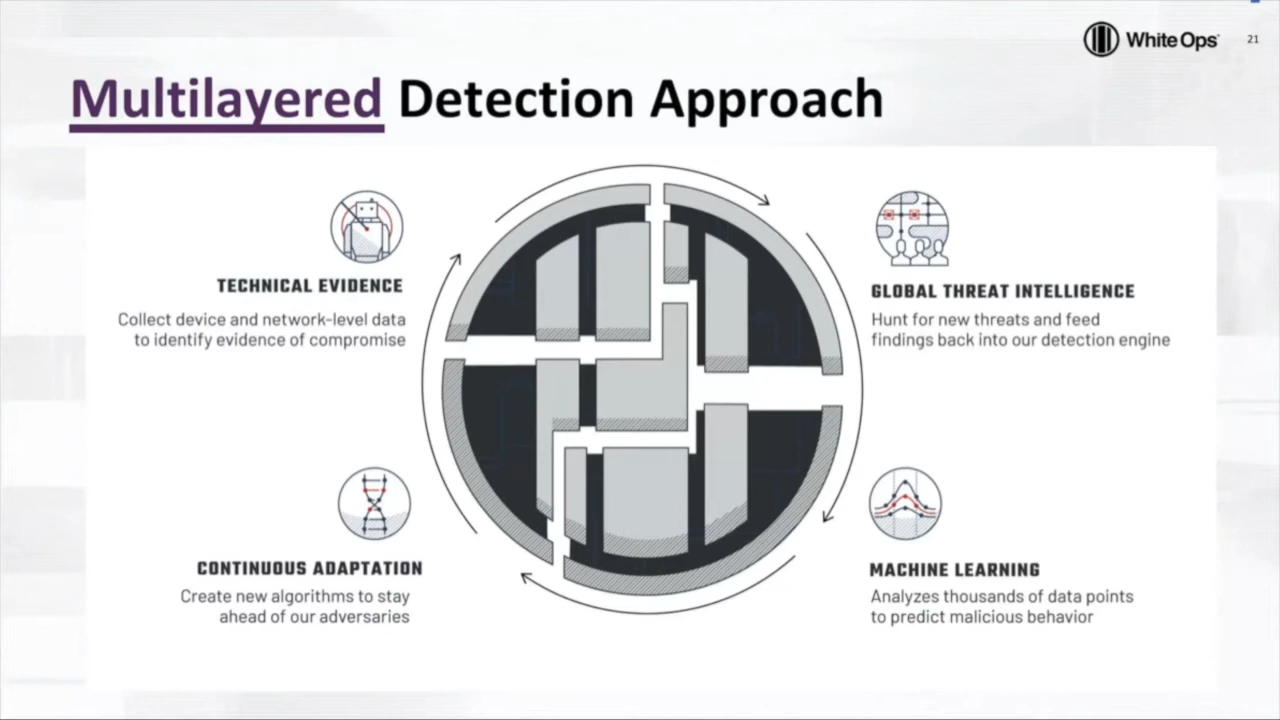 White Ops
21
Multilayered Detection Approach
TECHNICAL EVIDENCE
Collect device and network-level data
to identify evidence of compromise
GLOBAL THREAT INTELLIGENCE
Hunt for new threats and feed
findings back into our detection engine
CONTINUOUS ADAPTATION
Create new algorithms to stay
ahead of our adversaries
MACHINE LEARNING
Analyzes thousands of data points
to predict malicious behavior